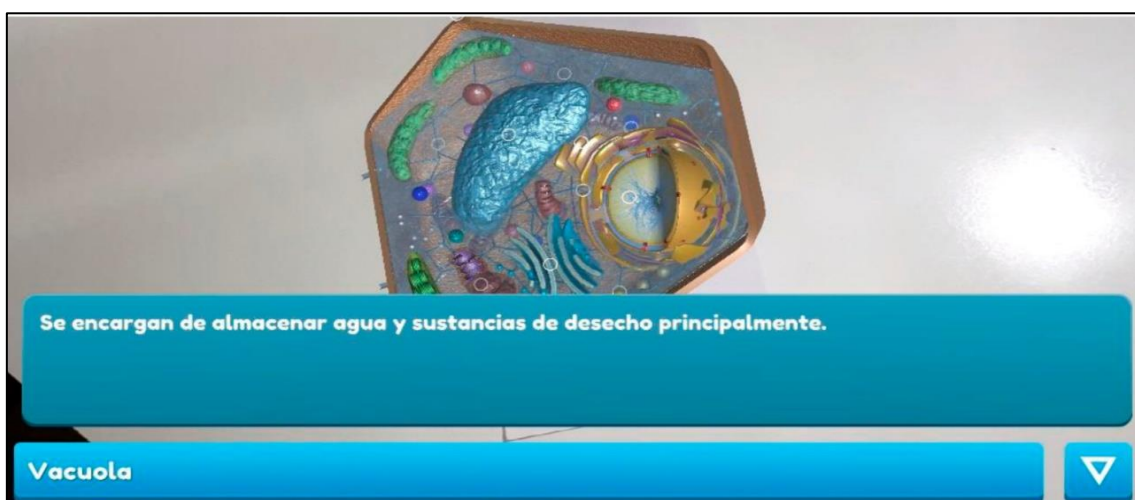 Se encargan de almacenar agua y sustancias de desecho principalmente.
Vacuola